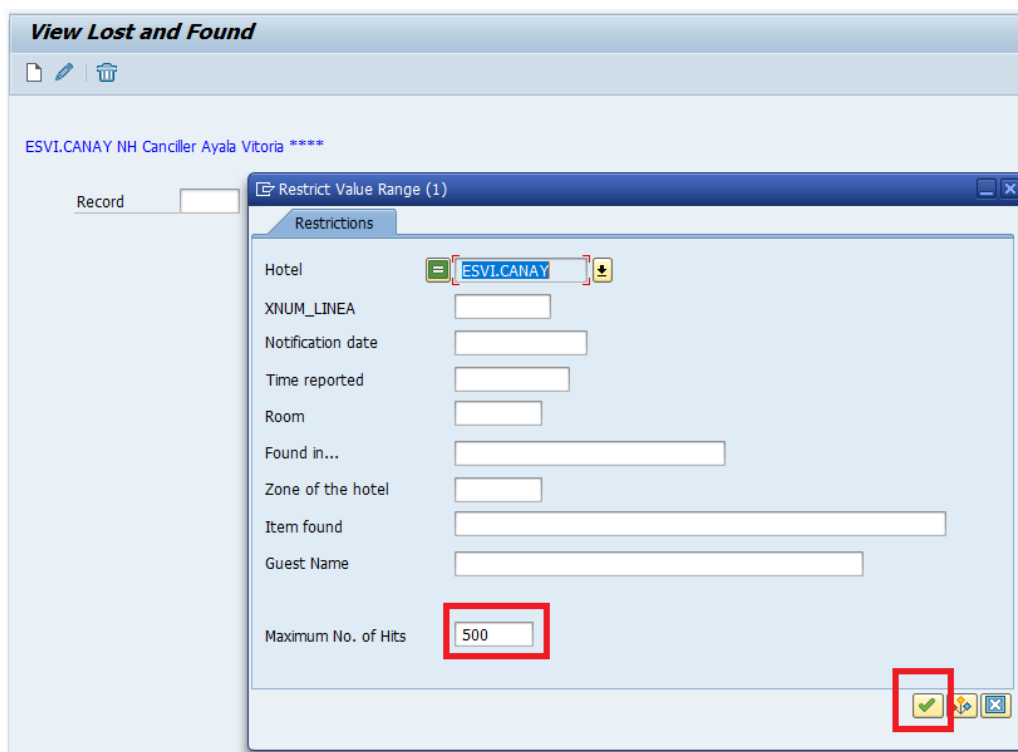 View Lost and Found
ESVI.CANAY NH Canciller Ayala Vitoria ****
Record
Restrict Value Range (1)
Restrictions
Hotel ESVI.CANAY
XNUM_LINEA
Notification date
Time reported
Room
Found in...
Zone of the hotel
Item found
Guest Name
Maximum No. of Hits 500